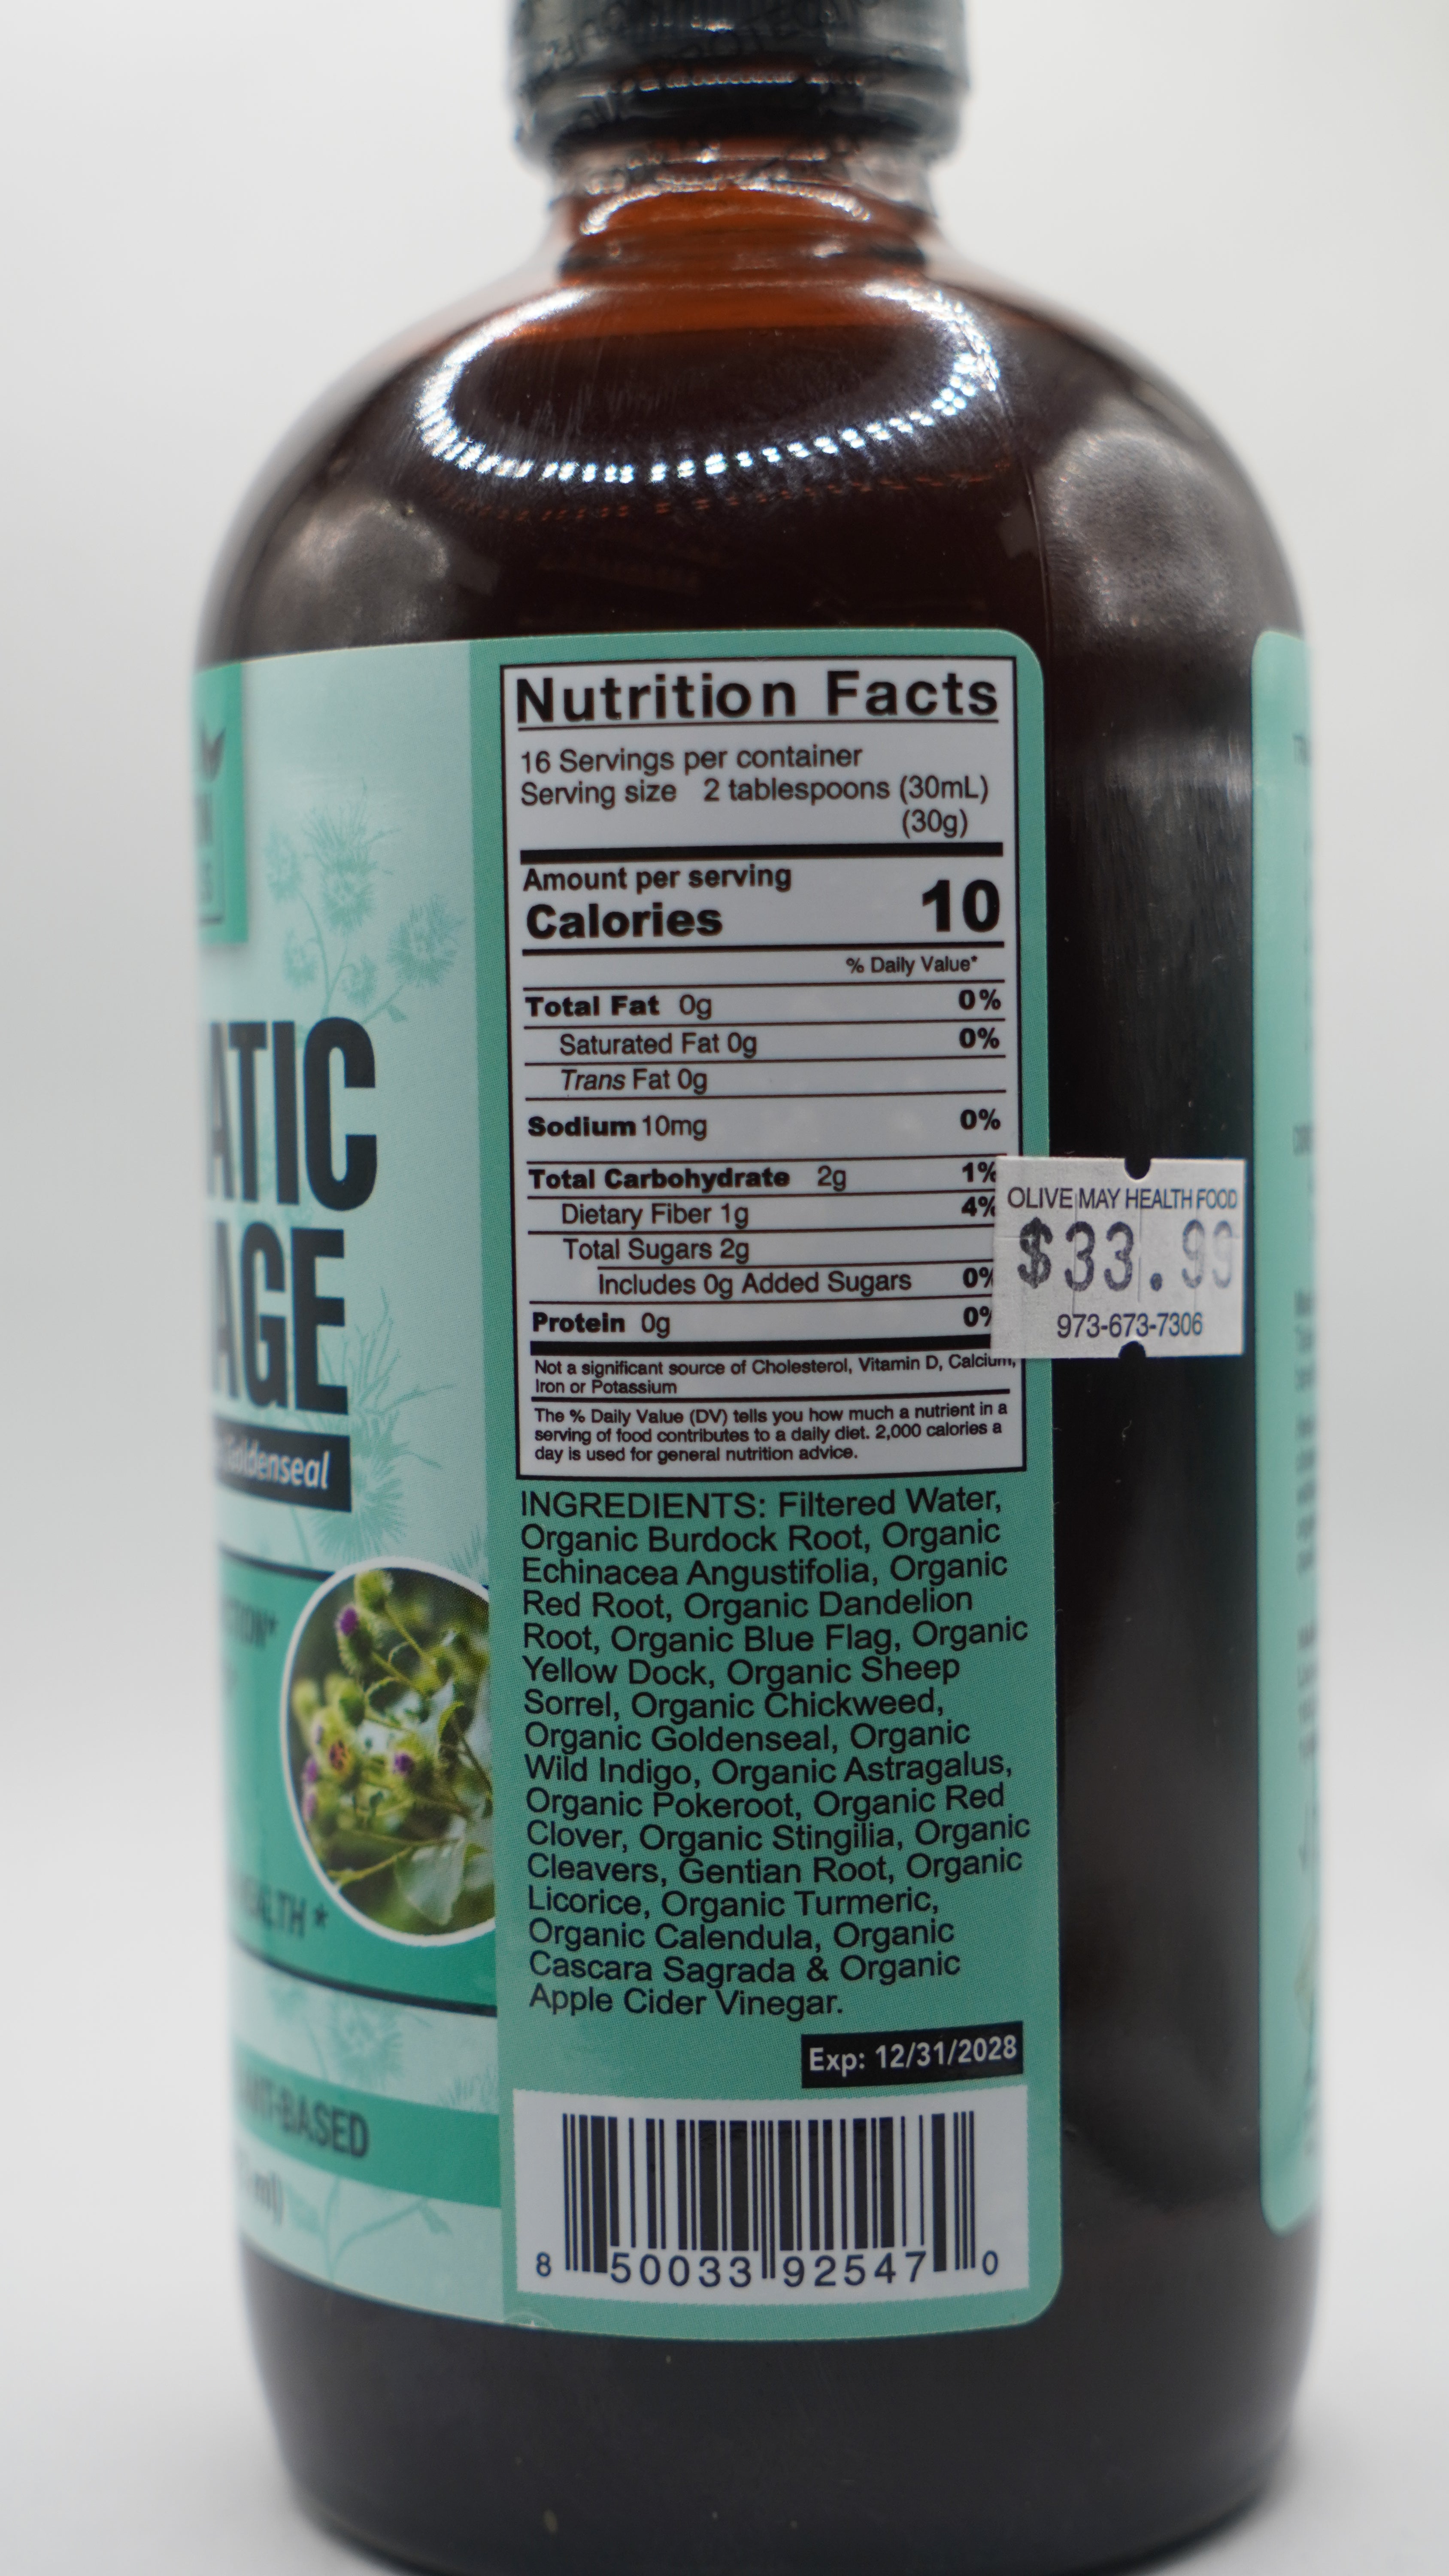 ATIC
AGE
Goldenseal
HEALTH *
ANT-BASED
ml)
Nutrition Facts
16 Servings per container
Serving size 2 tablespoons (30mL)
(30g)
Amount per serving
Calories 10
% Daily Value*
Total Fat 0g 0%
Saturated Fat 0g 0%
Trans Fat 0g
Sodium 10mg 0%
Total Carbohydrate 2g 1%
Dietary Fiber 1g 4%
Total Sugars 2g
Includes 0g Added Sugars 0%
Protein 0g 0%
Not a significant source of Cholesterol, Vitamin D, Calcium,
Iron or Potassium
The % Daily Value (DV) tells you how much a nutrient in a
serving of food contributes to a daily diet. 2,000 calories a
day is used for general nutrition advice.
INGREDIENTS: Filtered Water,
Organic Burdock Root, Organic
Echinacea Angustifolia, Organic
Red Root, Organic Dandelion
Root, Organic Blue Flag, Organic
Yellow Dock, Organic Sheep
Sorrel, Organic Chickweed,
Organic Goldenseal, Organic
Wild Indigo, Organic Astragalus,
Organic Pokeroot, Organic Red
Clover, Organic Stingilia, Organic
Cleavers, Gentian Root, Organic
Licorice, Organic Turmeric,
Organic Calendula, Organic
Cascara Sagrada & Organic
Apple Cider Vinegar.
Exp: 12/31/2028
8 50033 92547 0
OLIVE MAY HEALTH FOOD
$33.99
973-673-7306